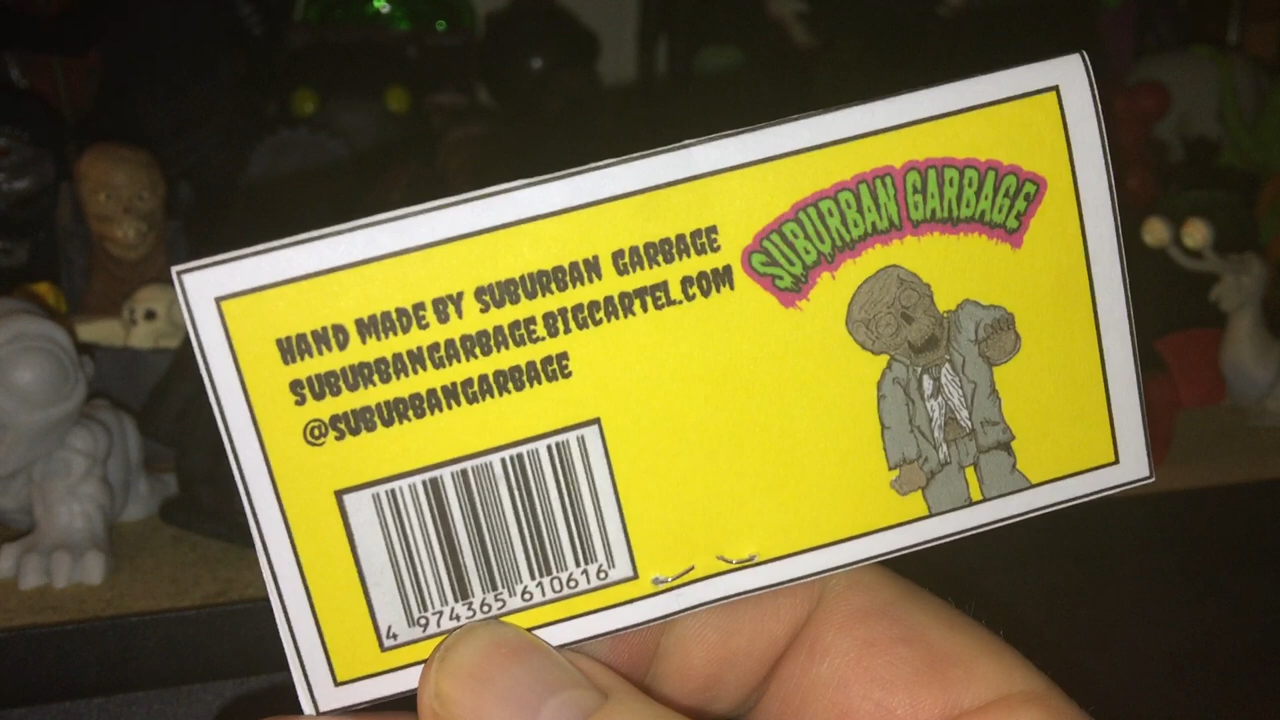 SUBURBAN GARBAGE
HAND MADE BY SUBURBAN GARBAGE
SUBURBANGARBAGE.BIGCARTEL.COM
@SUBURBANGARBAGE
4 974365 610616